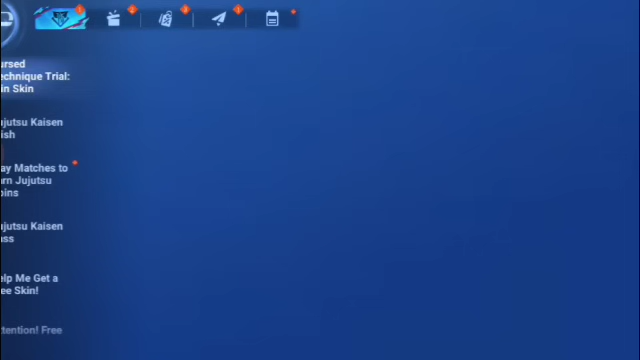 ursed
echnique Trial:
in Skin
ujutsu Kaisen
ish
ay Matches to
arn Jujutsu
oins
ujutsu Kaisen
ass
elp Me Get a
ee Skin!
ttention! Free